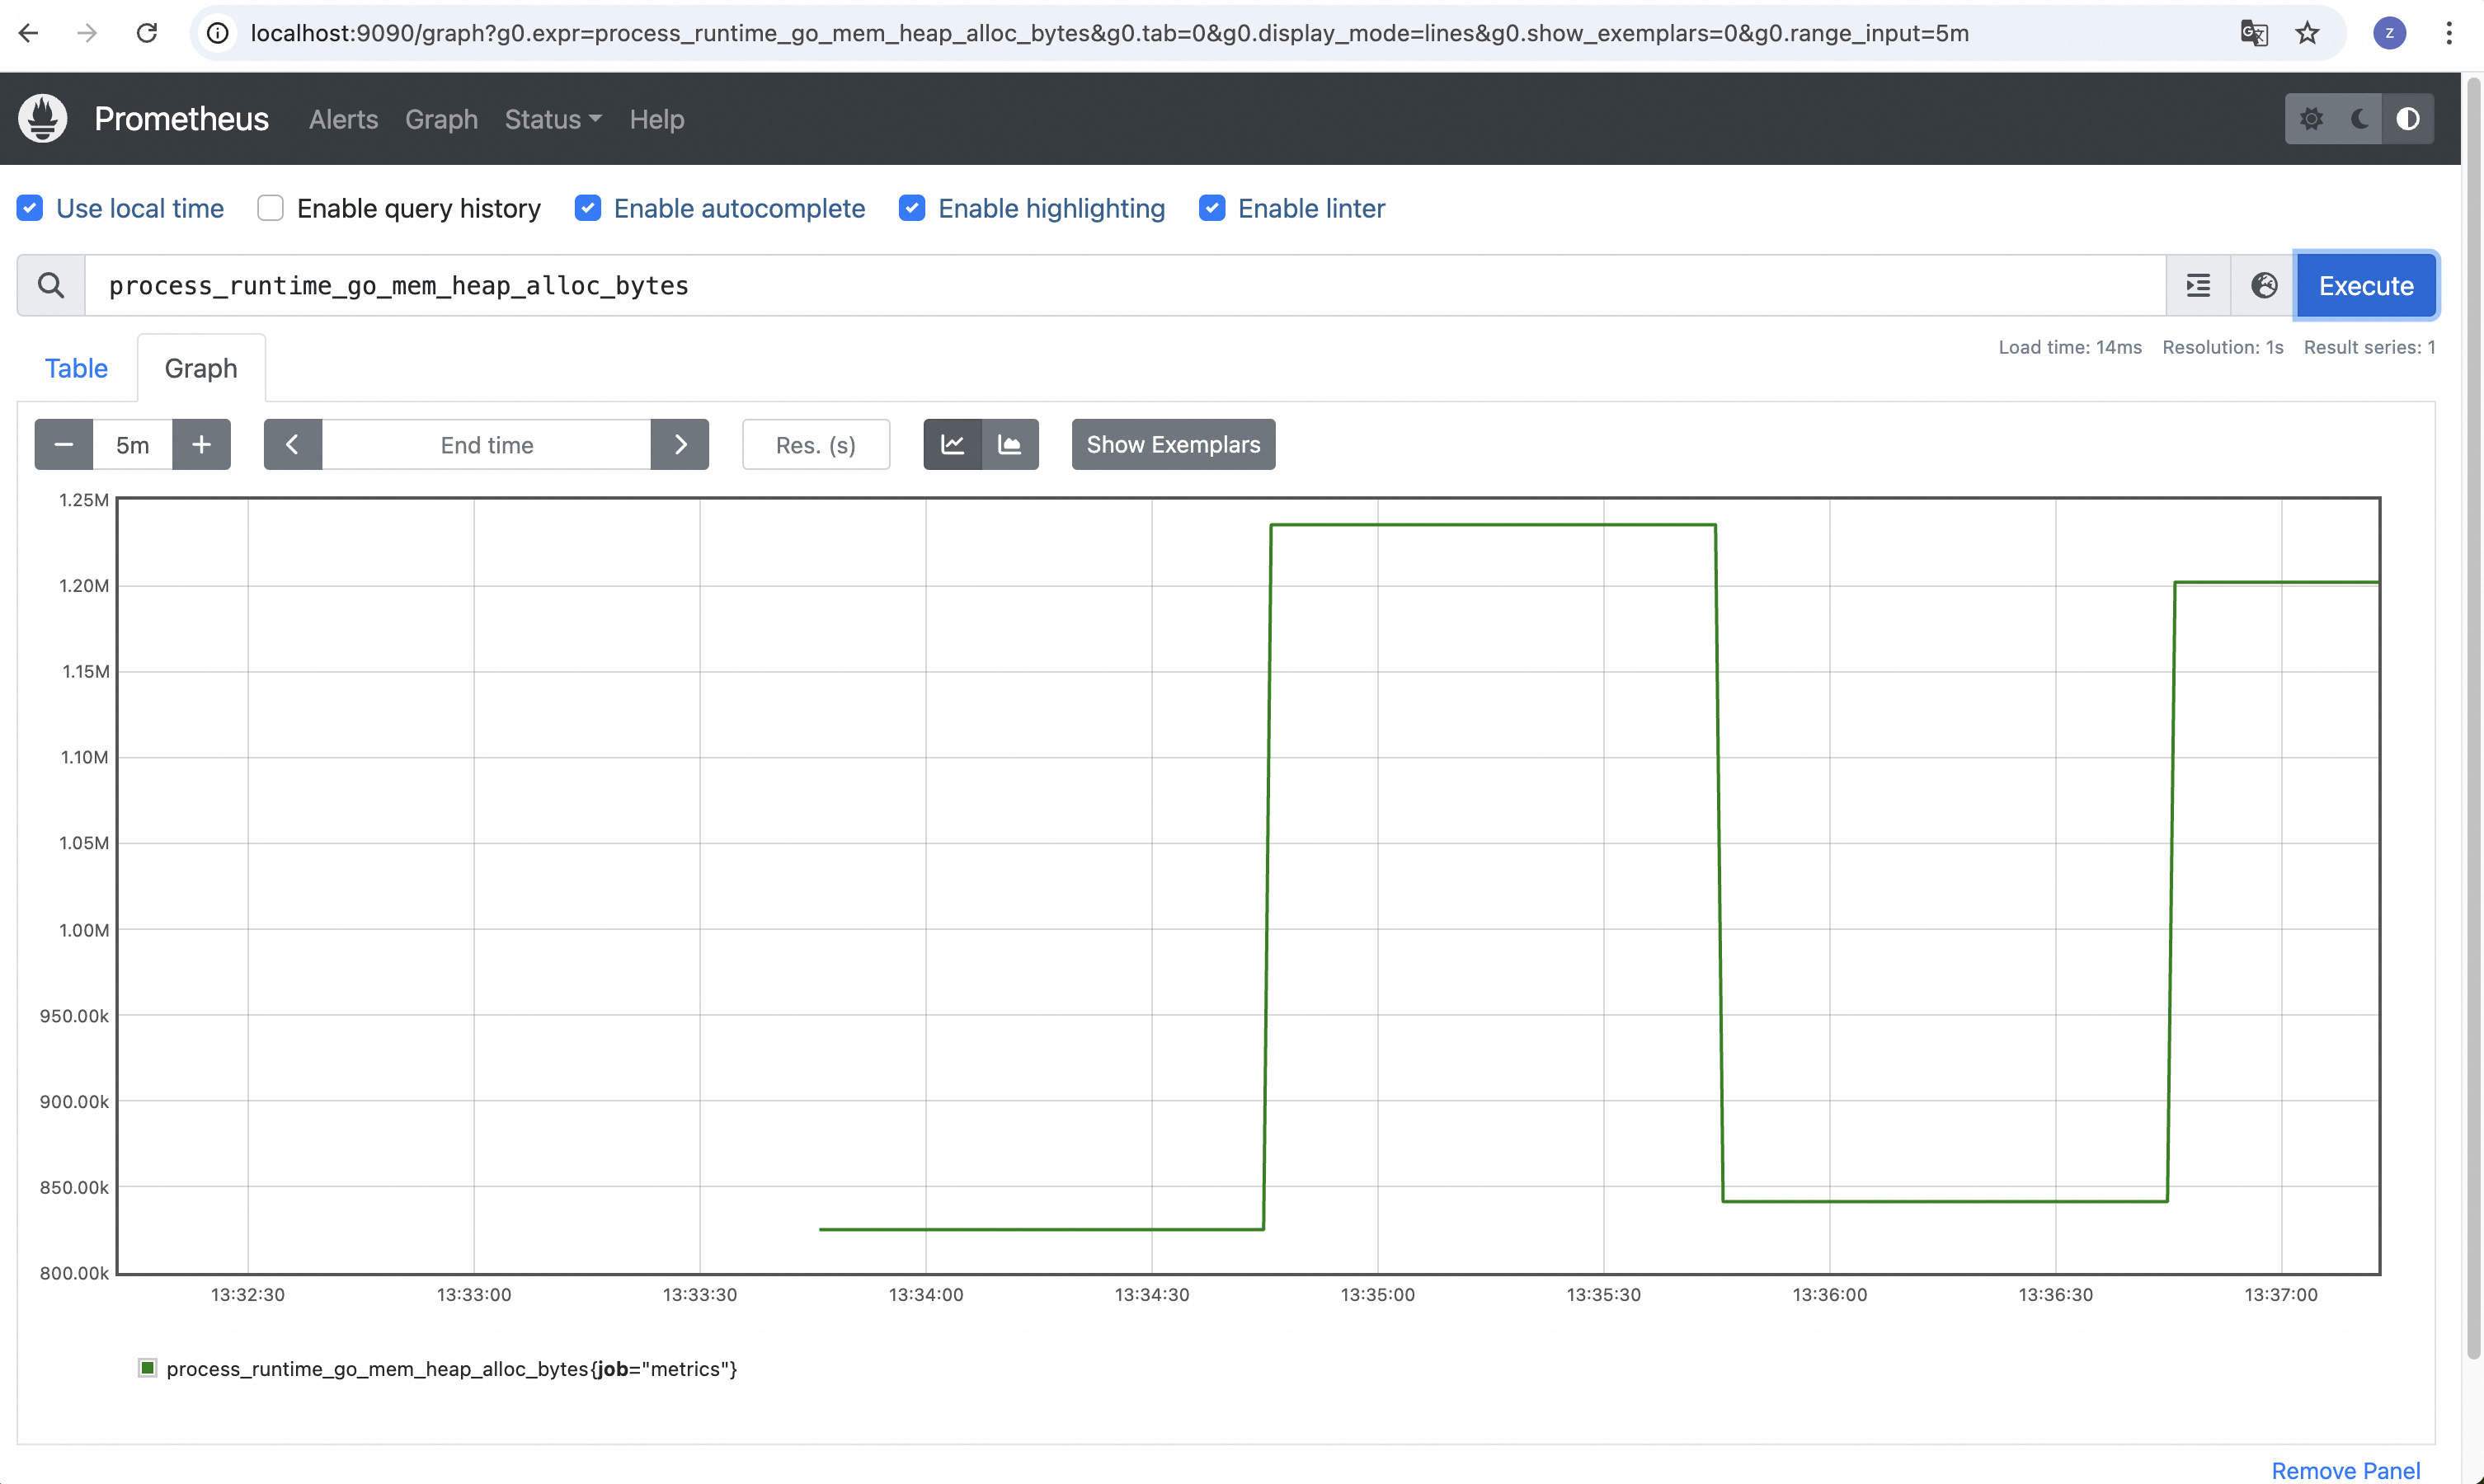 localhost:9090/graph?g0.expr=process_runtime_go_mem_heap_alloc_bytes&g0.tab=0&g0.display_mode=lines&g0.show_exemplars=0&g0.range_input=5m
Z
Prometheus Alerts Graph Status Help
Use local time Enable query history Enable autocomplete Enable highlighting Enable linter
process_runtime_go_mem_heap_alloc_bytes Execute
Load time: 14ms Resolution: 1s Result series: 1
Table Graph
5m End time Res. (s) Show Exemplars
1.25M
1.20M
1.15M
1.10M
1.05M
1.00M
950.00k
900.00k
850.00k
800.00k
13:32:30 13:33:00 13:33:30 13:34:00 13:34:30 13:35:00 13:35:30 13:36:00 13:36:30 13:37:00
process_runtime_go_mem_heap_alloc_bytes{job="metrics"}
Remove Panel